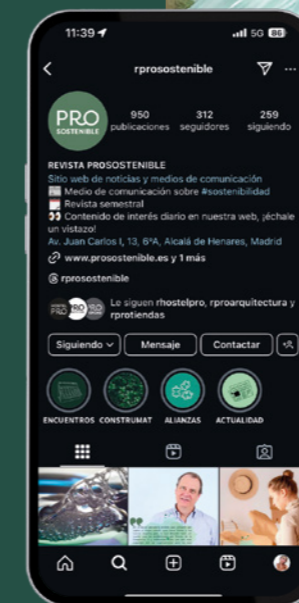 11:39
5G 86
rprosostenible
PRO
SOSTENIBLE
950 312 259
publicaciones seguidores siguiendo
REVISTA PROSOSTENIBLE
Sitio web de noticias y medios de comunicación
Medio de comunicación sobre #sostenibilidad
Revista semestral
Contenido de interés diario en nuestra web, ¡échale
un vistazo!
Av. Juan Carlos I, 13, 6ºA, Alcalá de Henares, Madrid
www.prosostenible.es y 1 más
rprosostenible
Le siguen rhostelpro, rproarquitectura y
rprotiendas
Siguiendo Mensaje Contactar
ENCUENTROS CONSTRUMAT ALIANZAS ACTUALIDAD